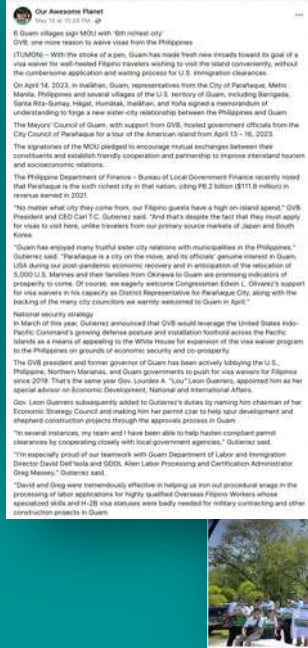 Our Awesome Planet
May 19 at 10:09 PM
6 Guam villages sign MOU with '6th richest city'
GVB: one more reason to waive visas from the Philippines
(TUMON) – With the stroke of a pen, Guam has made fresh new inroads toward its goal of a
visa waiver for well-heeled Filipino travelers wishing to visit the island conveniently, without
the cumbersome application and waiting process for U.S. immigration clearances.
On April 14, 2023, in Inalåhan, Guam, representatives from the City of Parañaque, Metro
Manila, Philippines and several villages of the U.S. territory of Guam, including Barrigada,
Santa Rita-Sumay, Hågat, Humåtak, Inalåhan, and Yoña signed a memorandum of
understanding to forge a new sister-city relationship between the Philippines and Guam.
The Mayors' Council of Guam, with support from GVB, hosted government officials from the
City Council of Parañaque for a tour of the American island from April 13 – 16, 2023.
The signatories of the MOU pledged to encourage mutual exchanges between their
constituents and establish friendly cooperation and partnership to improve interisland tourism
and socioeconomic relations.
The Philippine Department of Finance – Bureau of Local Government Finance recently noted
that Parañaque is the sixth richest city in that nation, citing P6.2 billion ($111.8 million) in
revenue earned in 2021.
"No matter what city they come from, our Filipino guests have a high on-island spend," GVB
President and CEO Carl T.C. Gutierrez said. "And that's despite the fact that they must apply
for visas to visit here, unlike travelers from our primary source markets of Japan and South
Korea.
"Guam has enjoyed many fruitful sister city relations with municipalities in the Philippines,"
Gutierrez said. "Parañaque is a city on the move, and its officials' genuine interest in Guam,
USA during our post-pandemic economic recovery and in anticipation of the relocation of
5,000 U.S. Marines and their families from Okinawa to Guam are promising indicators of
prosperity to come. Of course, we eagerly welcome Congressman Edwin L. Olivarez's support
for visa waivers in his capacity as District Representative for Parañaque City, along with the
backing of the many city councilors we warmly welcomed to Guam in April."
National security strategy
In March of this year, Gutierrez announced that GVB would leverage the United States Indo-
Pacific Command's growing defense posture and installation foothold across the Pacific
islands as a means of appealing to the White House for expansion of the visa waiver program
to the Philippines on grounds of economic security and co-prosperity.
The GVB president and former governor of Guam has been actively lobbying the U.S.,
Philippine, Northern Marianas, and Guam governments to push for visa waivers for Filipinos
since 2019. That's the same year Gov. Lourdes A. "Lou" Leon Guerrero, appointed him as her
special advisor on Economic Development, National and International Affairs.
Gov. Leon Guerrero subsequently added to Gutierrez's duties by naming him chairman of her
Economic Strategy Council and making him her permit czar to help spur development and
shepherd construction projects through the approvals process in Guam.
"In several instances, my team and I have been able to help hasten compliant permit
clearances by cooperating closely with local government agencies," Gutierrez said.
"I'm especially proud of our teamwork with Guam Department of Labor and Immigration
Director David Dell'Isola and GDOL Alien Labor Processing and Certification Administrator
Greg Massey," Gutierrez said.
"David and Greg were tremendously effective in helping us iron out procedural snags in the
processing of labor applications for highly qualified Overseas Filipino Workers whose
specialized skills and H-2B visa statuses were badly needed for military contracting and other
construction projects in Guam.